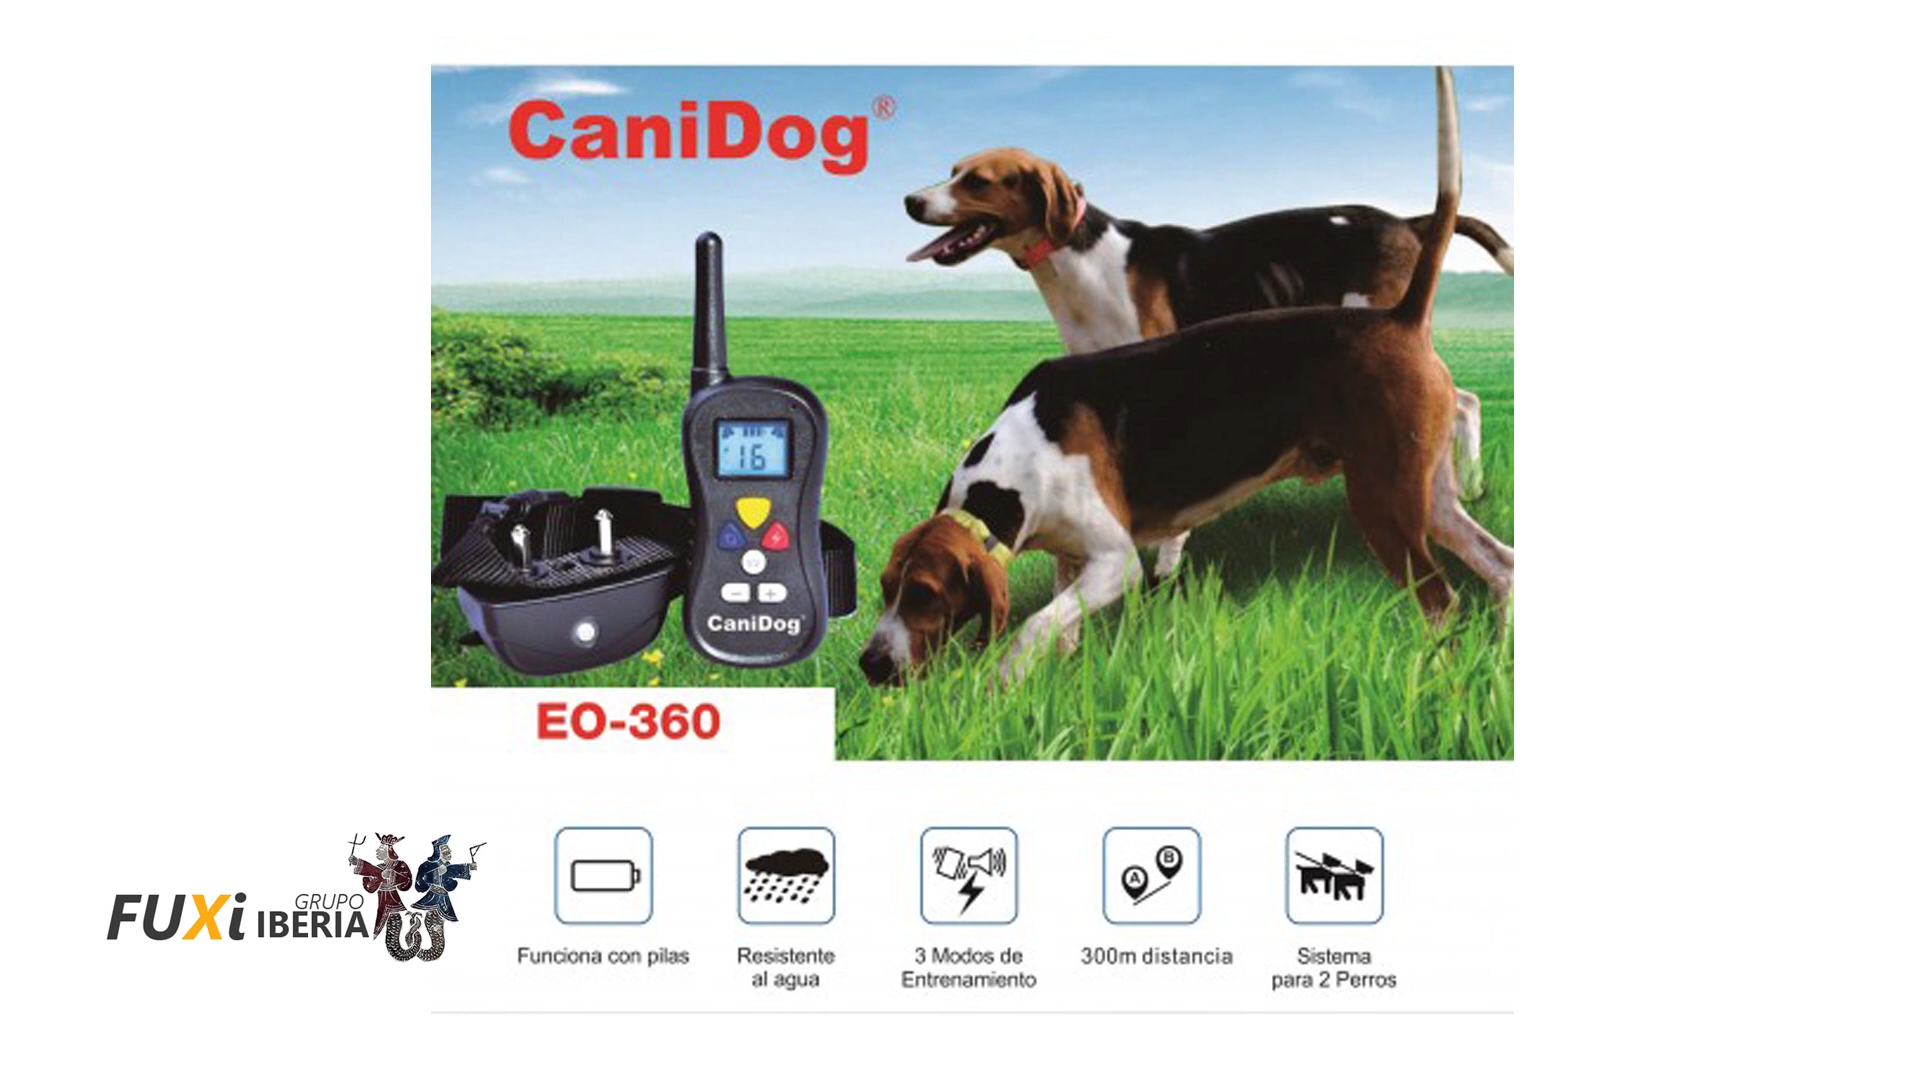 CaniDog®
16
CaniDog
EO-360
FUXi
GRUPO
IBERIA
A
B
Funciona con pilas
Resistente
al agua
3 Modos de
Entrenamiento
300m distancia
Sistema
para 2 Perros